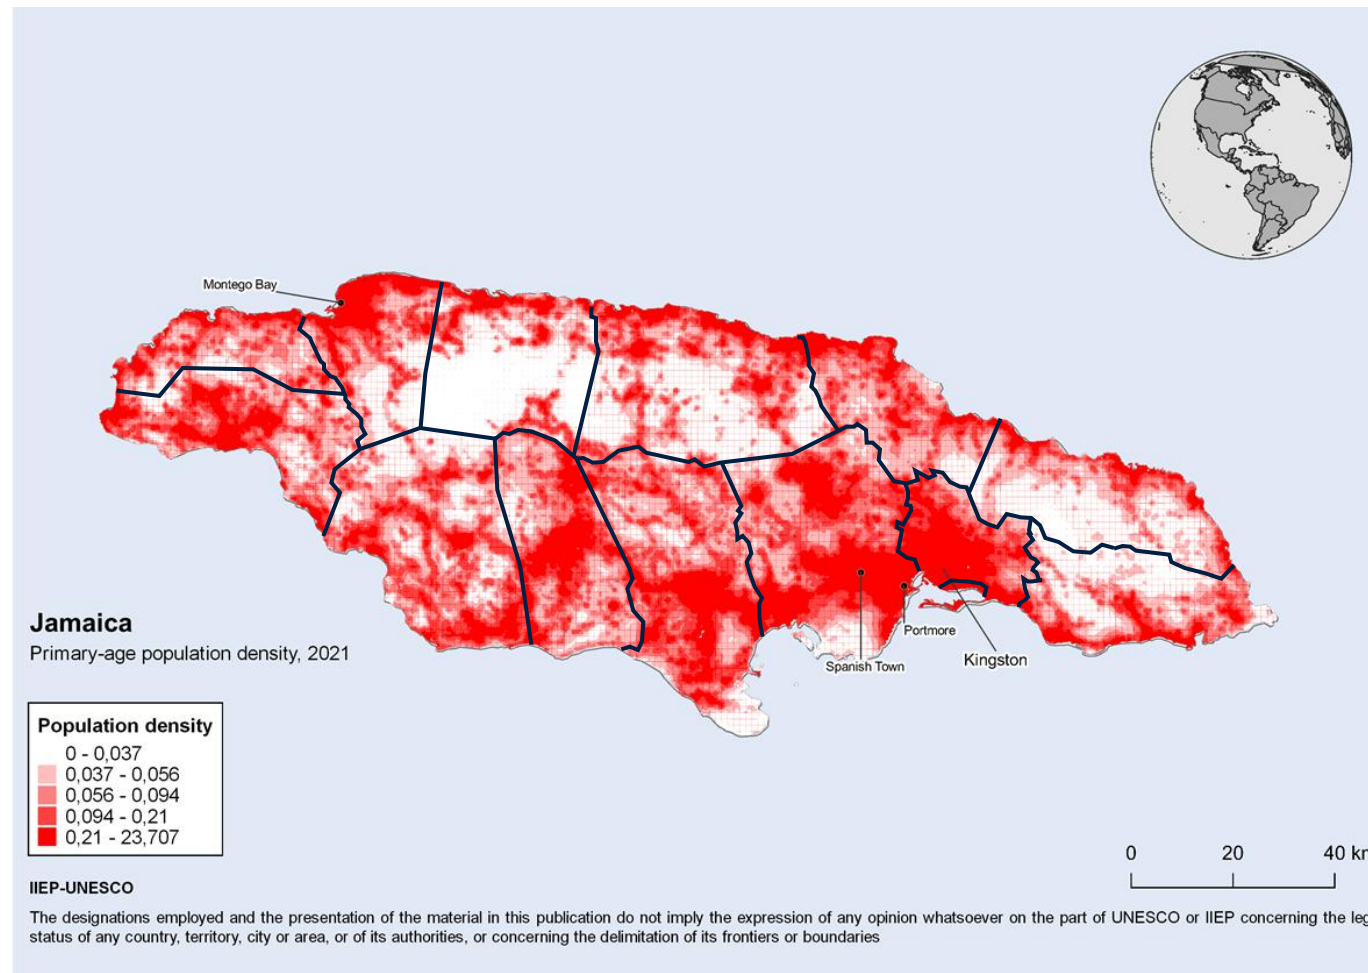 Montego Bay
Portmore
Spanish Town
Kingston
Jamaica
Primary-age population density, 2021
Population density
0 - 0,037
0,037 - 0,056
0,056 - 0,094
0,094 - 0,21
0,21 - 23,707
0 20 40 km
IIEP-UNESCO
The designations employed and the presentation of the material in this publication do not imply the expression of any opinion whatsoever on the part of UNESCO or IIEP concerning the leg
status of any country, territory, city or area, or of its authorities, or concerning the delimitation of its frontiers or boundaries